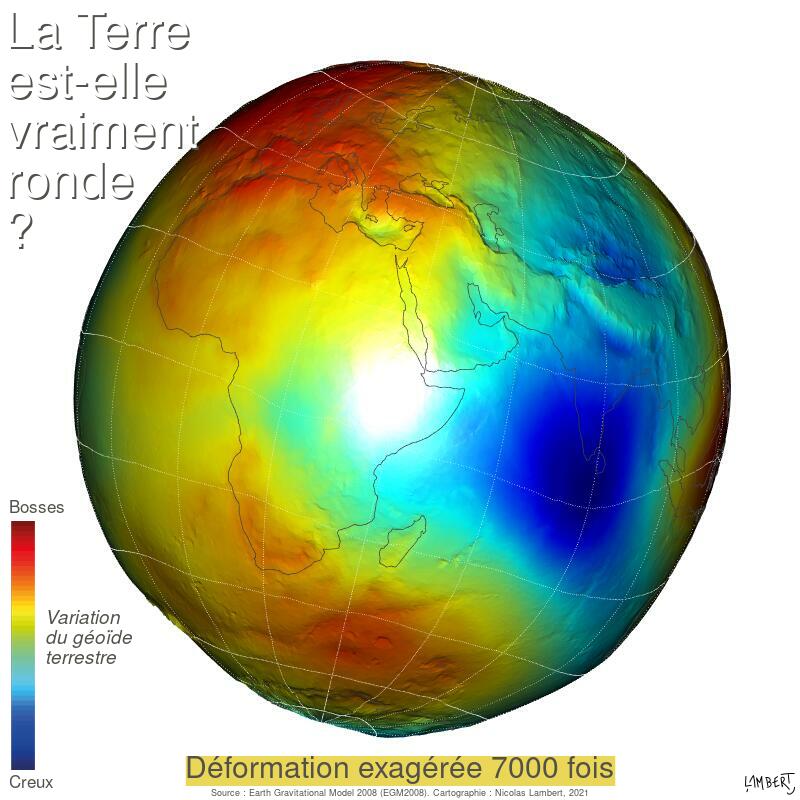 La Terre
est-elle
vraiment
ronde
?
Bosses
Variation
du géoïde
terrestre
Creux
Déformation exagérée 7000 fois
Source : Earth Gravitational Model 2008 (EGM2008). Cartographie : Nicolas Lambert, 2021
LAMBERT